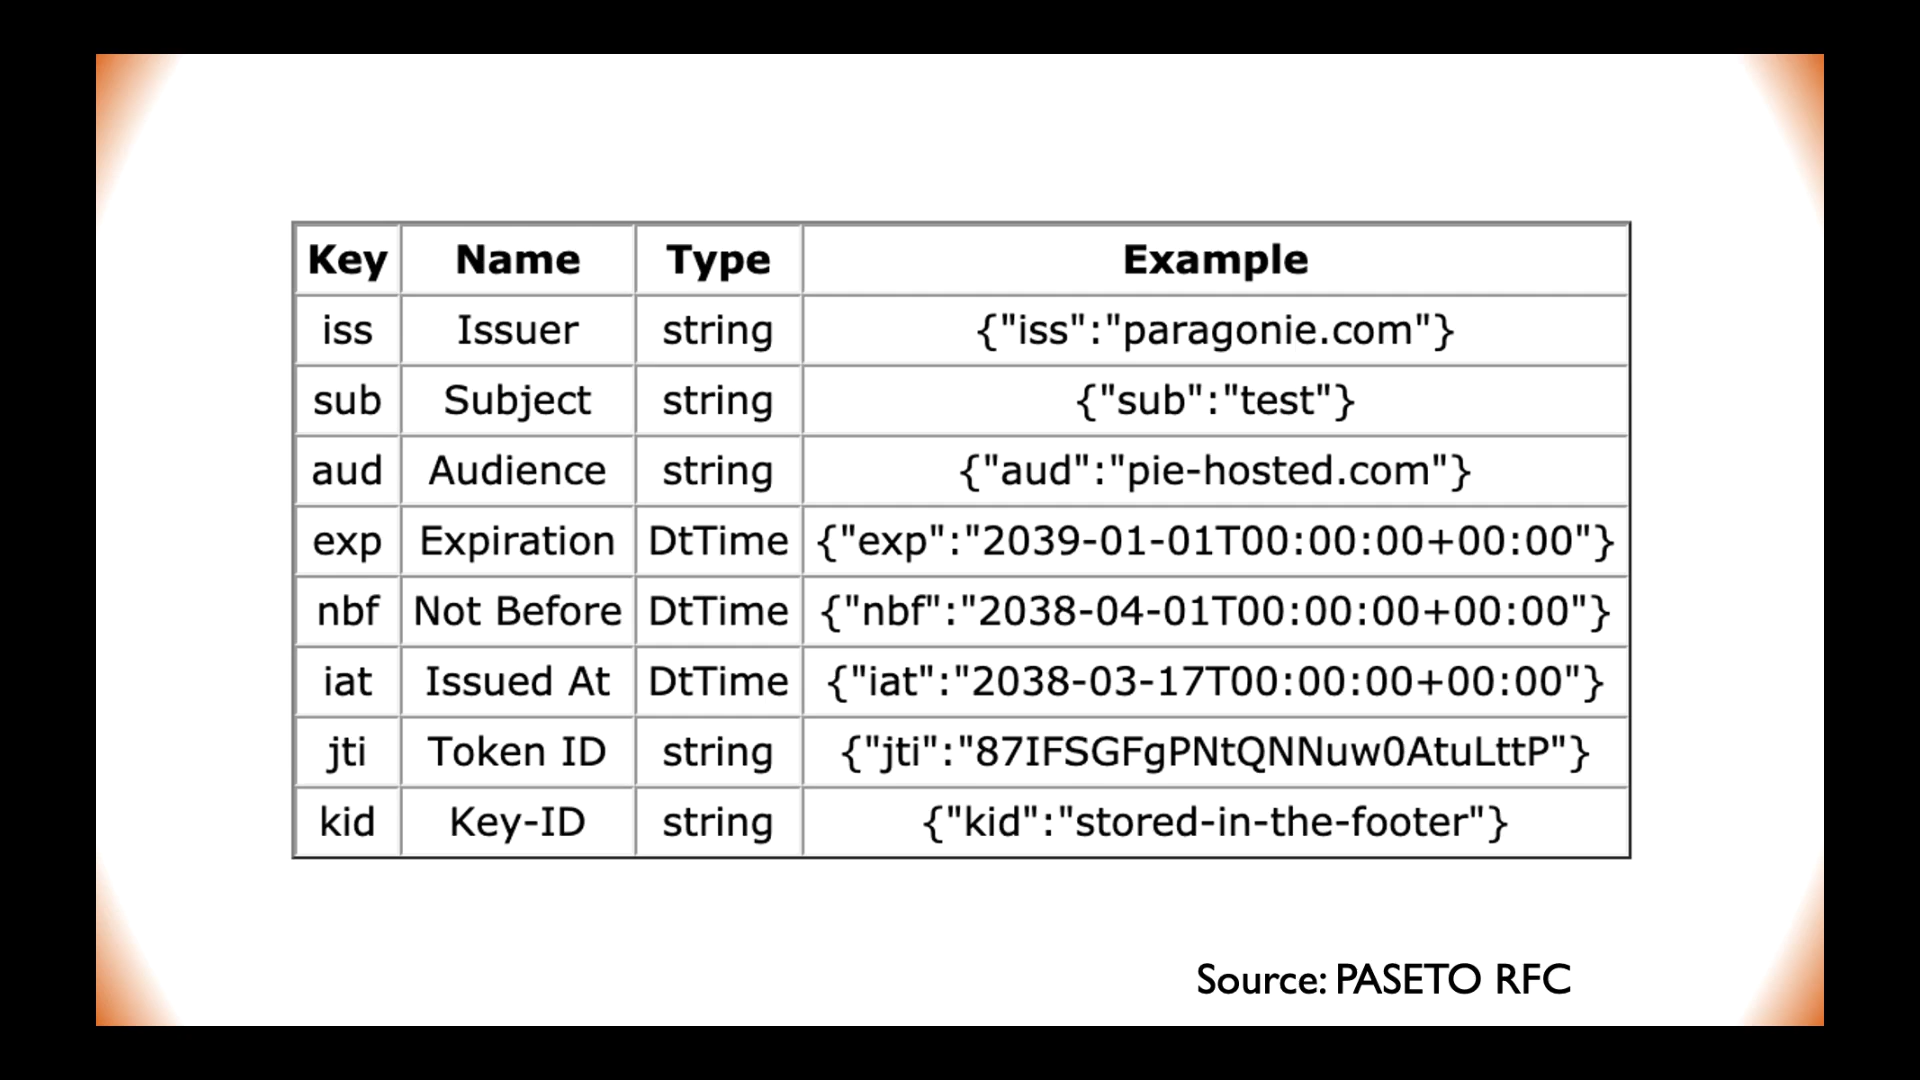 Key Name Type Example
iss Issuer string {"iss":"paragonie.com"}
sub Subject string {"sub":"test"}
aud Audience string {"aud":"pie-hosted.com"}
exp Expiration DtTime {"exp":"2039-01-01T00:00:00+00:00"}
nbf Not Before DtTime {"nbf":"2038-04-01T00:00:00+00:00"}
iat Issued At DtTime {"iat":"2038-03-17T00:00:00+00:00"}
jti Token ID string {"jti":"87IFSGFgPNtQNNuw0AtuLttP"}
kid Key-ID string {"kid":"stored-in-the-footer"}
Source: PASETO RFC